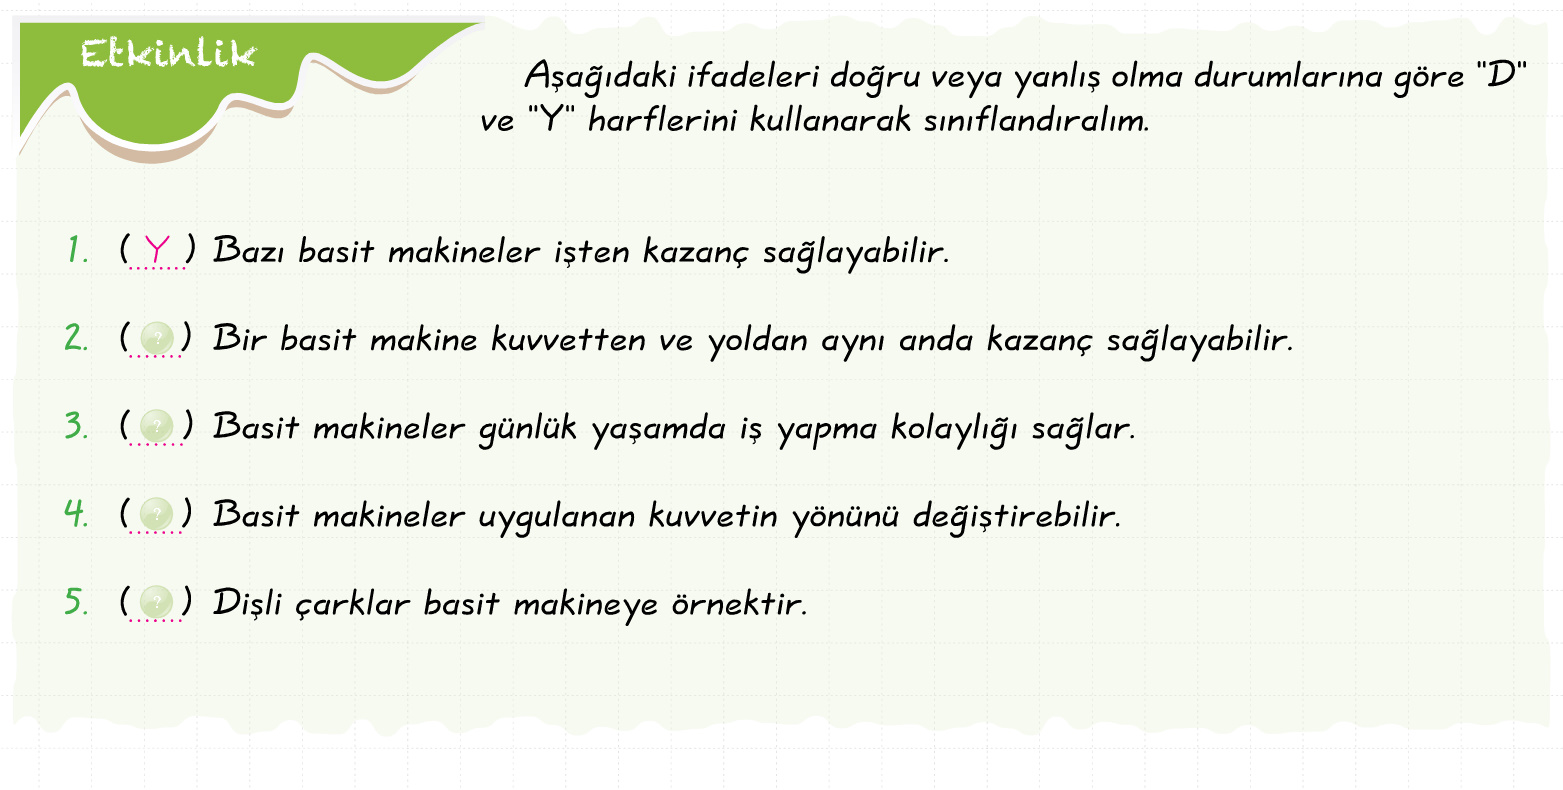 Etkinlik
Aşağıdaki ifadeleri doğru veya yanlış olma durumlarına göre "D"
ve "Y" harflerini kullanarak sınıflandıralım.
1. ( Y ) Bazı basit makineler işten kazanç sağlayabilir.
2. ( ? ) Bir basit makine kuvvetten ve yoldan aynı anda kazanç sağlayabilir.
3. ( ? ) Basit makineler günlük yaşamda iş yapma kolaylığı sağlar.
4. ( ? ) Basit makineler uygulanan kuvvetin yönünü değiştirebilir.
5. ( ? ) Dişli çarklar basit makineye örnektir.